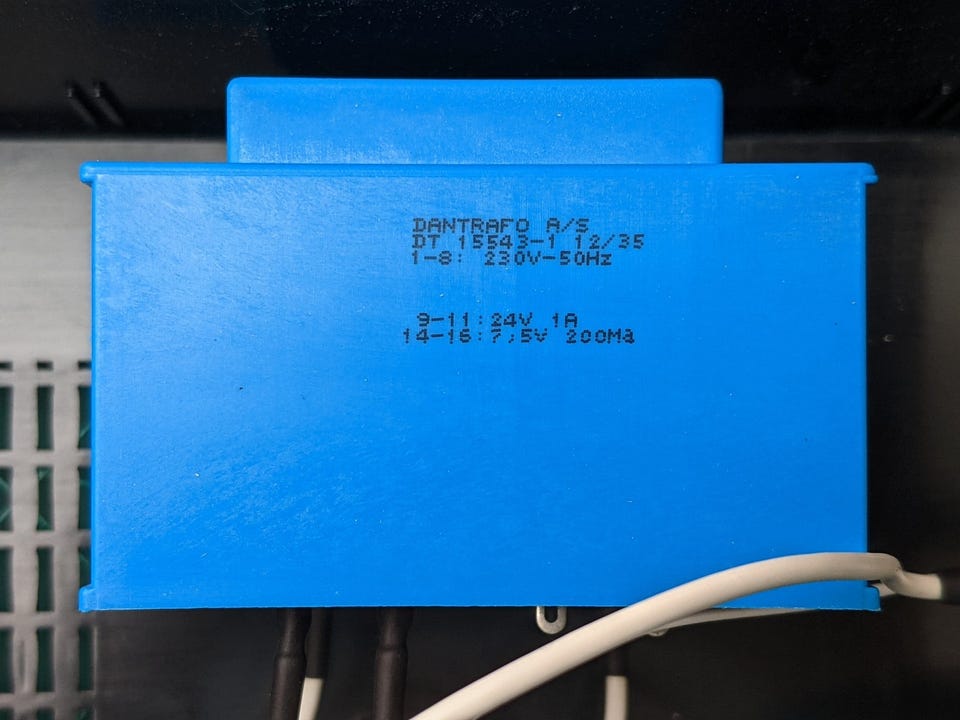 DANTRAFO A/S
DT 15543-1 12/35
1-8: 230V-50Hz
9-11:24V 1A
14-16:7,5V 200Ma